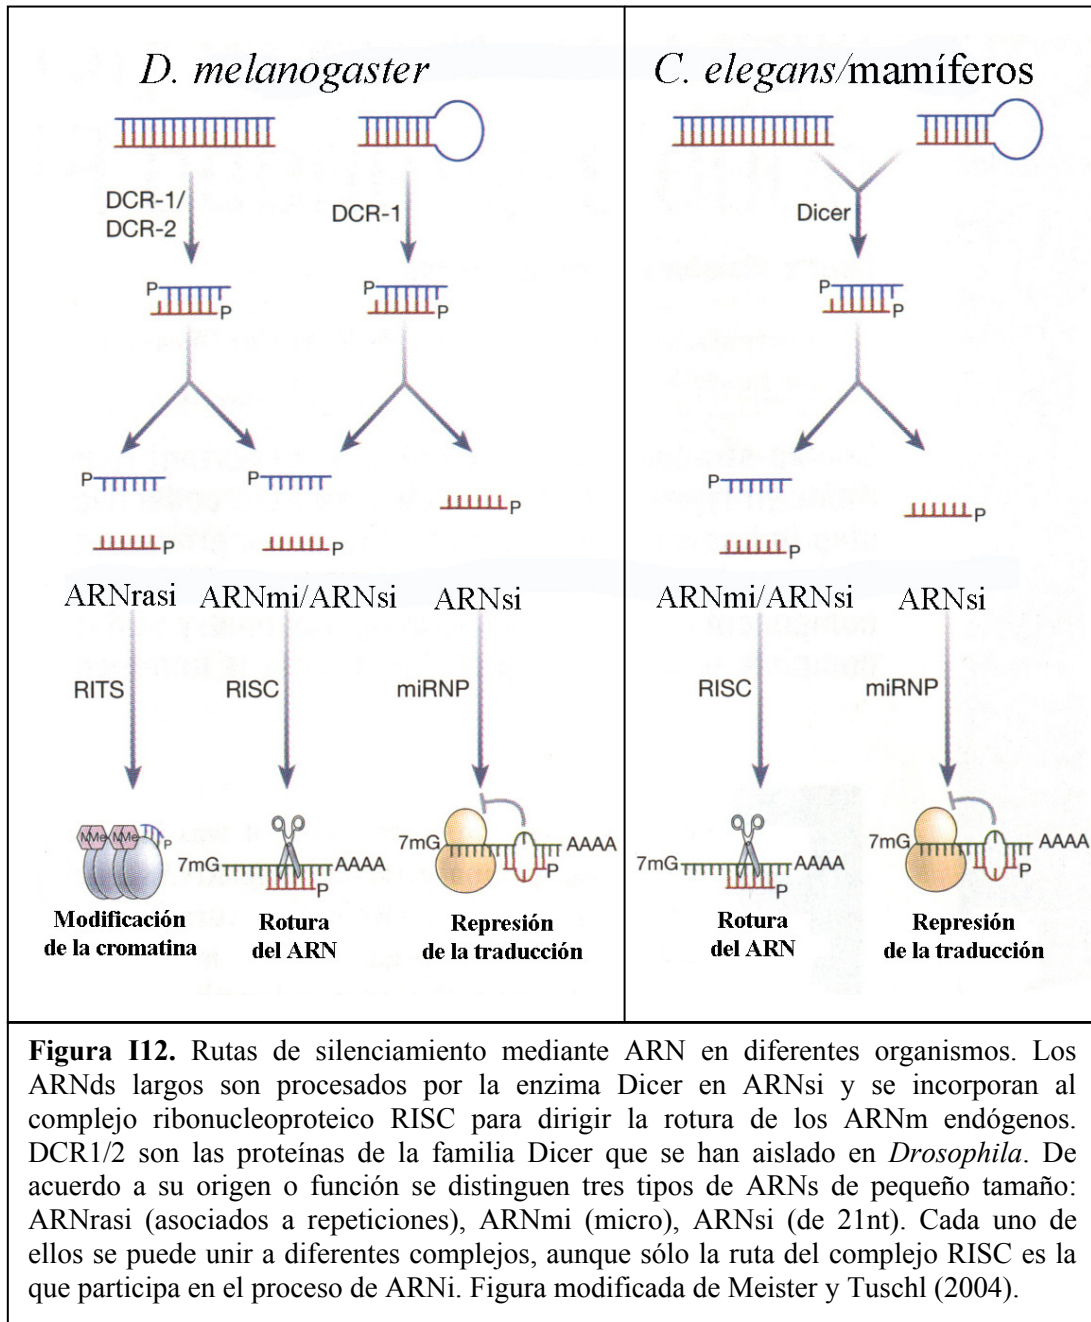 D. melanogaster
DCR-1/
DCR-2
DCR-1
P
P
P
P
P
P
P
P
P
ARNrasi
ARNmi/ARNsi
ARNsi
RITS
RISC
miRNP
NMe
NMe
P
7mG
AAAA
P
7mG
AAAA
P
Modificación
de la cromatina
Rotura
del ARN
Represión
de la traducción
C. elegans/mamíferos
Dicer
P
P
P
P
P
ARNmi/ARNsi
ARNsi
RISC
miRNP
7mG
AAAA
P
7mG
AAAA
P
Rotura
del ARN
Represión
de la traducción
Figura I12. Rutas de silenciamiento mediante ARN en diferentes organismos. Los
ARNds largos son procesados por la enzima Dicer en ARNsi y se incorporan al
complejo ribonucleoproteico RISC para dirigir la rotura de los ARNm endógenos.
DCR1/2 son las proteínas de la familia Dicer que se han aislado en Drosophila. De
acuerdo a su origen o función se distinguen tres tipos de ARNs de pequeño tamaño:
ARNrasi (asociados a repeticiones), ARNmi (micro), ARNsi (de 21nt). Cada uno de
ellos se puede unir a diferentes complejos, aunque sólo la ruta del complejo RISC es la
que participa en el proceso de ARNi. Figura modificada de Meister y Tuschl (2004).